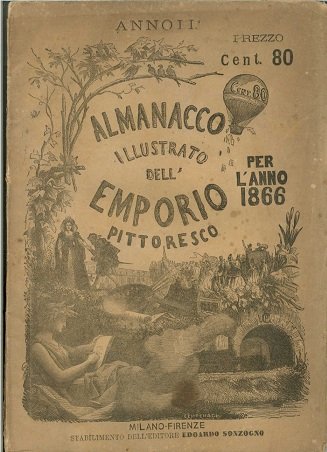 ANNO II.°
PREZZO
Cent. 80
CENT. 80
ALMANACCO
ILLUSTRATO
DELL'
EMPORIO
PITTORESCO
PER
L'ANNO
1866
CENTENARI
MILANO-FIRENZE
STABILIMENTO DELL'EDITORE EDOARDO SONZOGNO